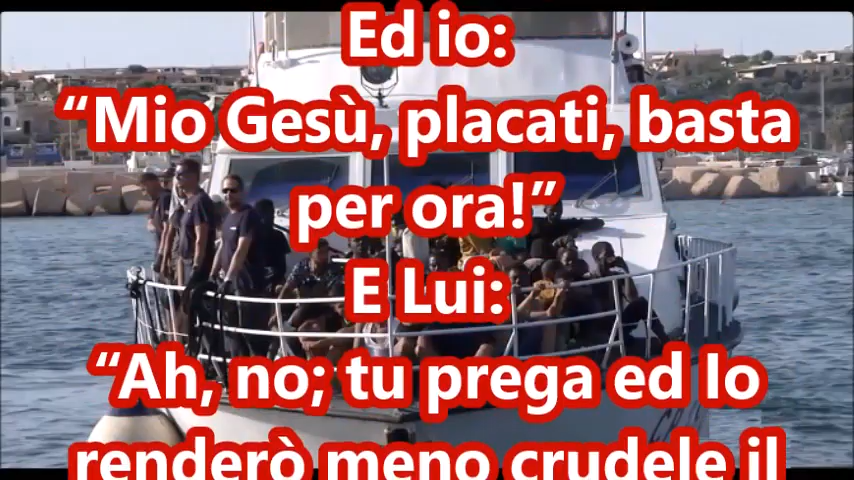 Ed io:
“Mio Gesù, placati, basta
per ora!”
E Lui:
“Ah, no; tu prega ed Io
renderò meno crudele il